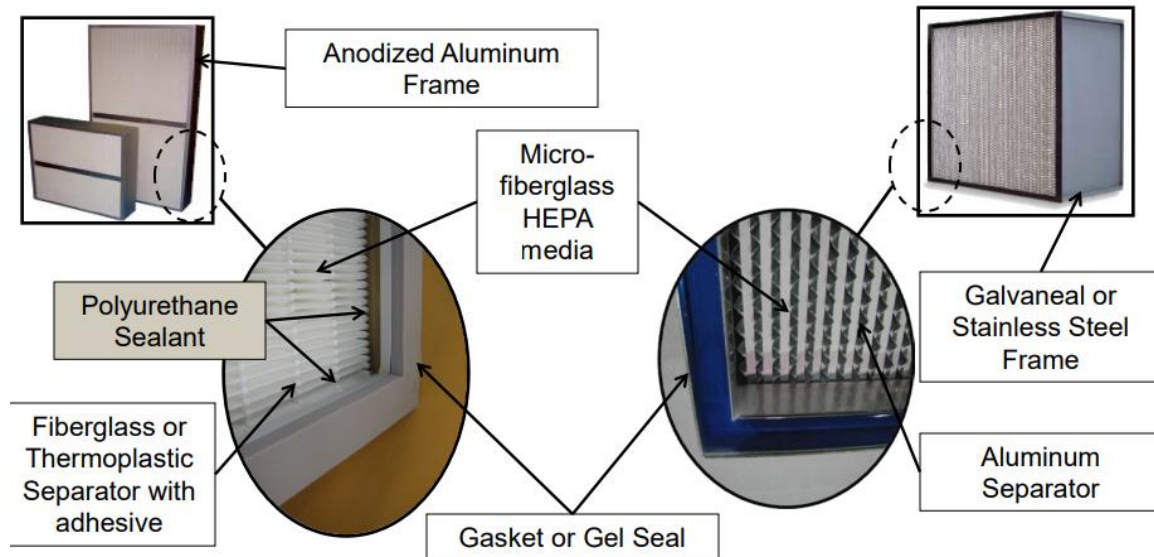 Anodized Aluminum
Frame
Micro-
fiberglass
HEPA
media
Polyurethane
Sealant
Galvaneal or
Stainless Steel
Frame
Fiberglass or
Thermoplastic
Separator with
adhesive
Aluminum
Separator
Gasket or Gel Seal